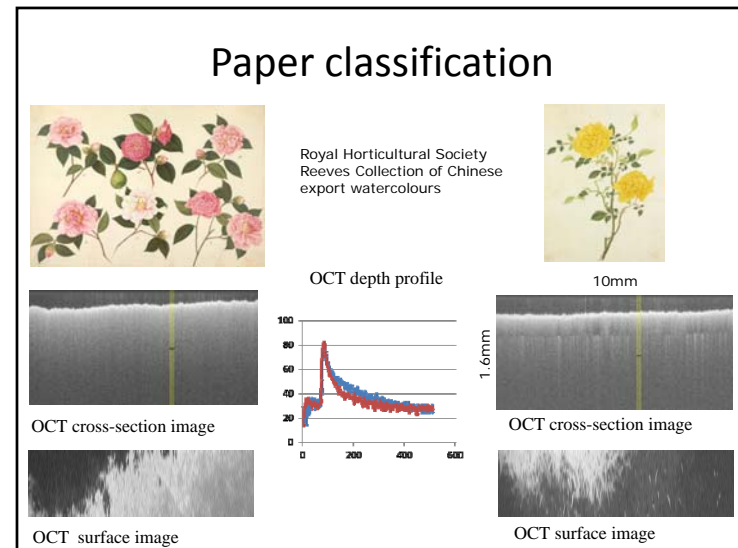 Paper classification
Royal Horticultural Society
Reeves Collection of Chinese
export watercolours
OCT depth profile
10mm
1.6mm
100
80
60
40
20
0
0
200
400
600
OCT cross-section image
OCT cross-section image
OCT  surface image
OCT surface image